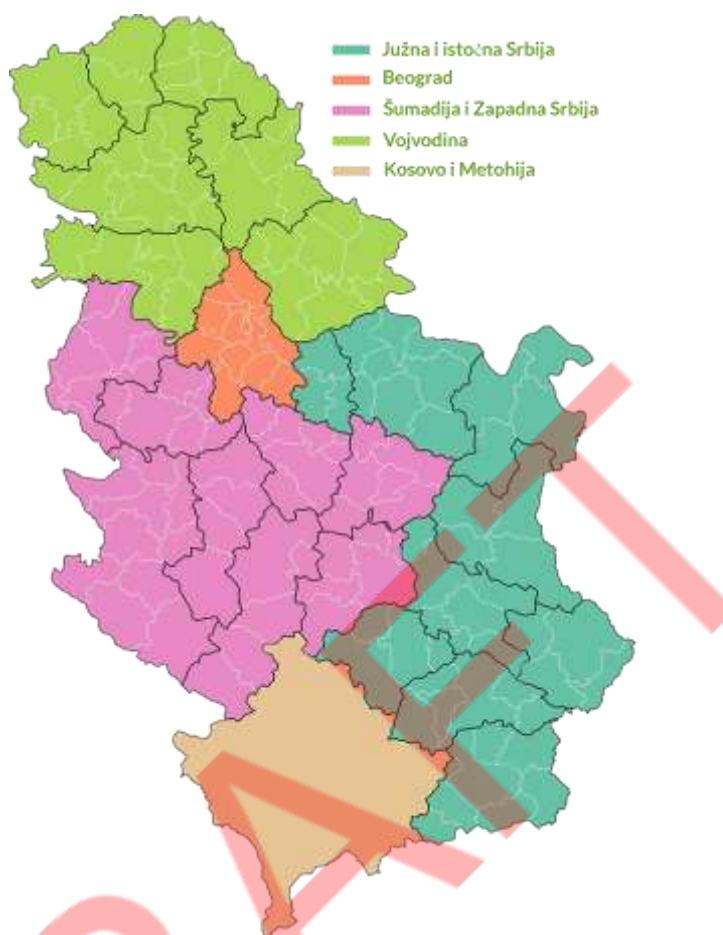 Južna i istočna Srbija
Beograd
Šumadija i Zapadna Srbija
Vojvodina
Kosovo i Metohija